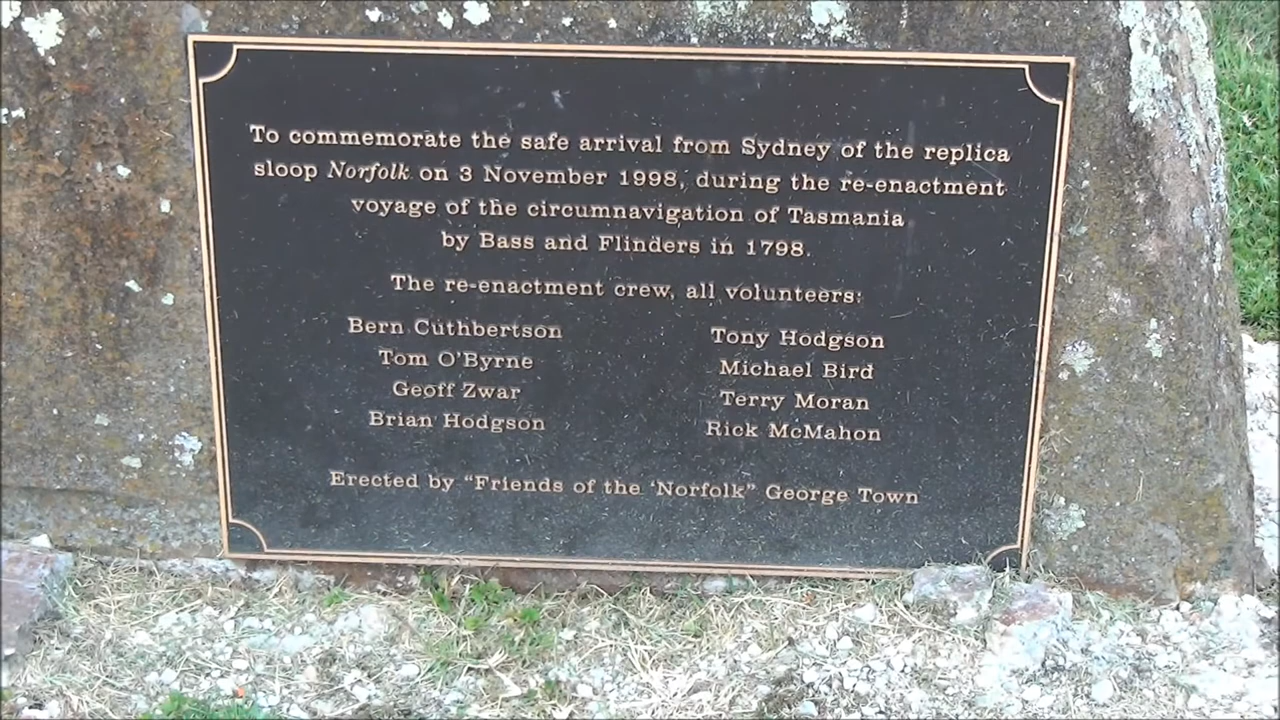 To commemorate the safe arrival from Sydney of the replica
sloop Norfolk on 3 November 1998, during the re-enactment
voyage of the circumnavigation of Tasmania
by Bass and Flinders in 1798.
The re-enactment crew, all volunteers:
Bern Cuthbertson Tony Hodgson
Tom O'Byrne Michael Bird
Geoff Zwar Terry Moran
Brian Hodgson Rick McMahon
Erected by "Friends of the 'Norfolk" George Town